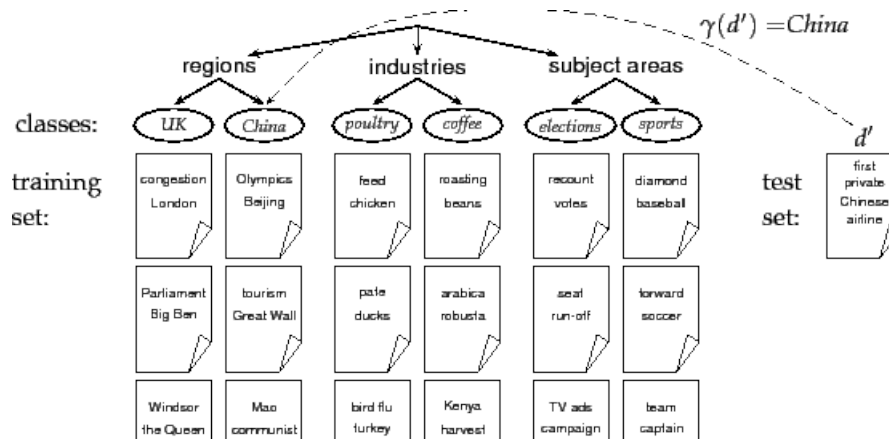 γ(d′) =China
regions industries subject areas
classes: UK China poultry coffee elections sports
d′
training set:
congestion London
Olympics Beijing
feed chicken
roasting beans
recount votes
diamond baseball
test set:
first private Chinese airline
Parliament Big Ben
tourism Great Wall
pate ducks
arabica robusta
seat run-off
forward soccer
Windsor the Queen
Mao communist
bird flu turkey
Kenya harvest
TV ads campaign
team captain